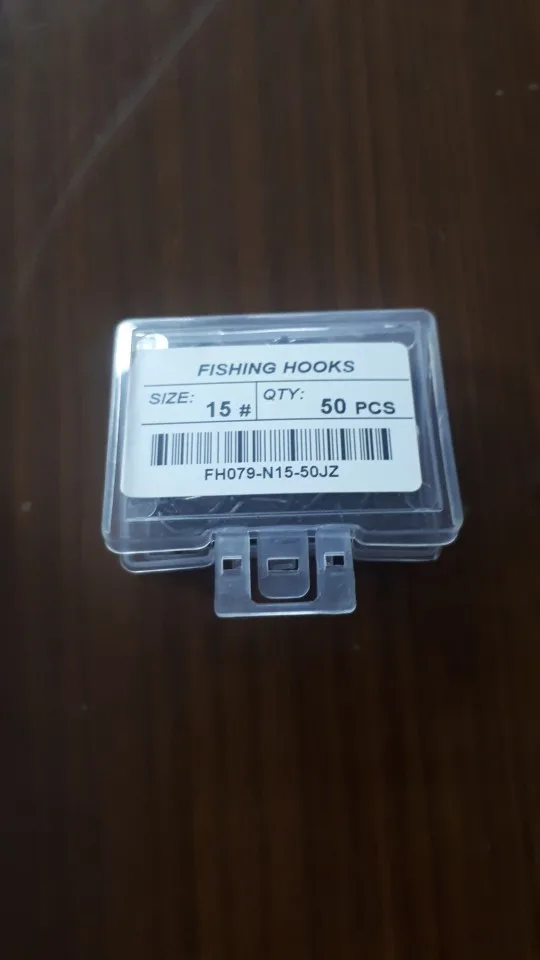 FISHING HOOKS
SIZE: 15 # QTY: 50 PCS
FH079-N15-50JZ